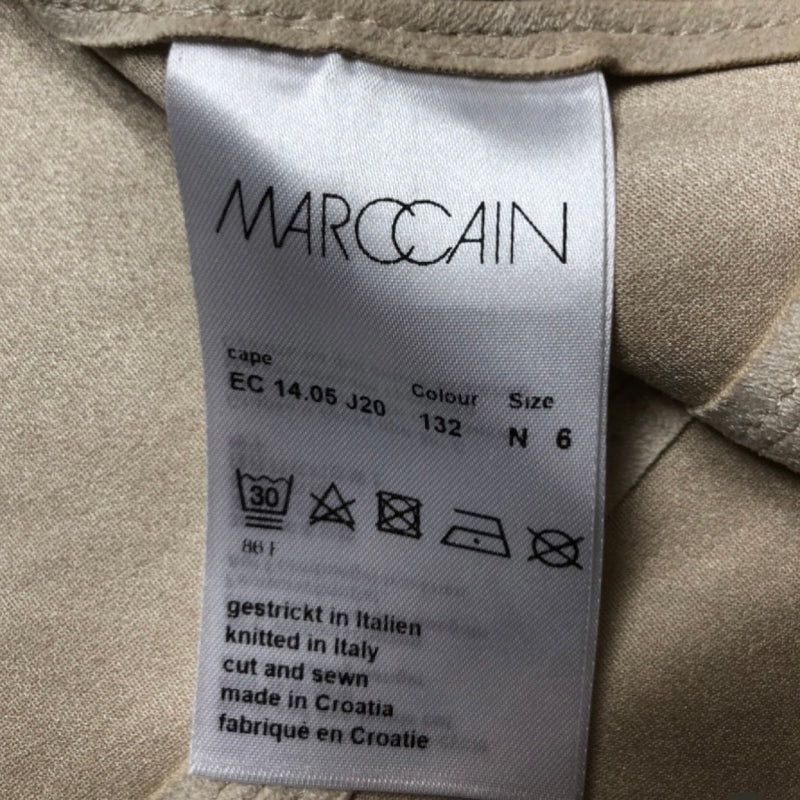 MARCCAIN
cape
EC 14.05 J20 Colour 132 Size N 6
30
86 F
gestrickt in Italien
knitted in Italy
cut and sewn
made in Croatia
fabriqué en Croatie